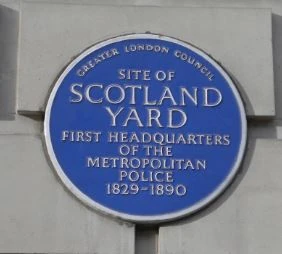 GREATER LONDON COUNCIL
SITE OF
SCOTLAND
YARD
FIRST HEADQUARTERS
OF THE
METROPOLITAN
POLICE
1829-1890